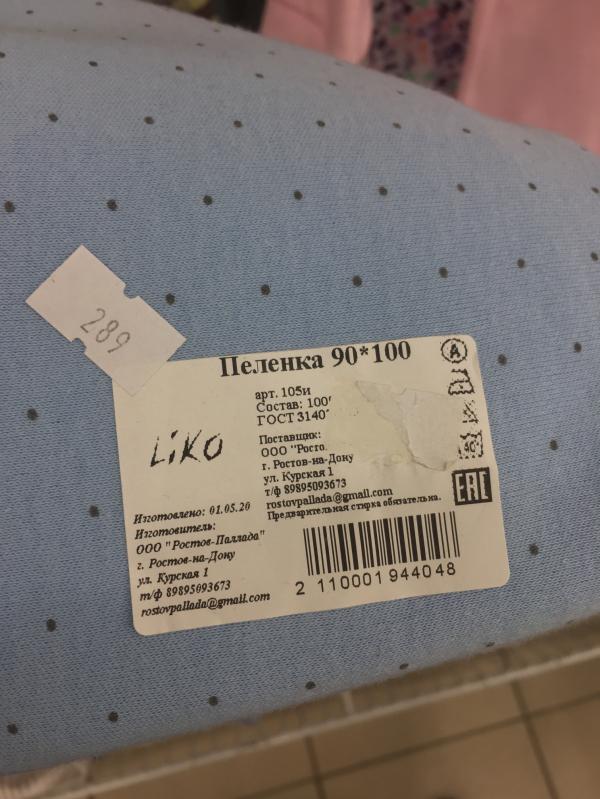 289
Пеленка 90*100
арт. 105и
Состав: 100
ГОСТ 3140
LiKO
Поставщик:
ООО "Росто
г. Ростов-на-Дону
ул. Курская 1
т/ф 89895093673
rostovpallada@gmail.com
Предварительная стирка обязательна.
Изготовлено: 01.05.20
Изготовитель:
ООО "Ростов-Паллада"
г. Ростов-на-Дону
ул. Курская 1
т/ф 89895093673
rostovpallada@gmail.com
A
40
EAC
2 110001 944048